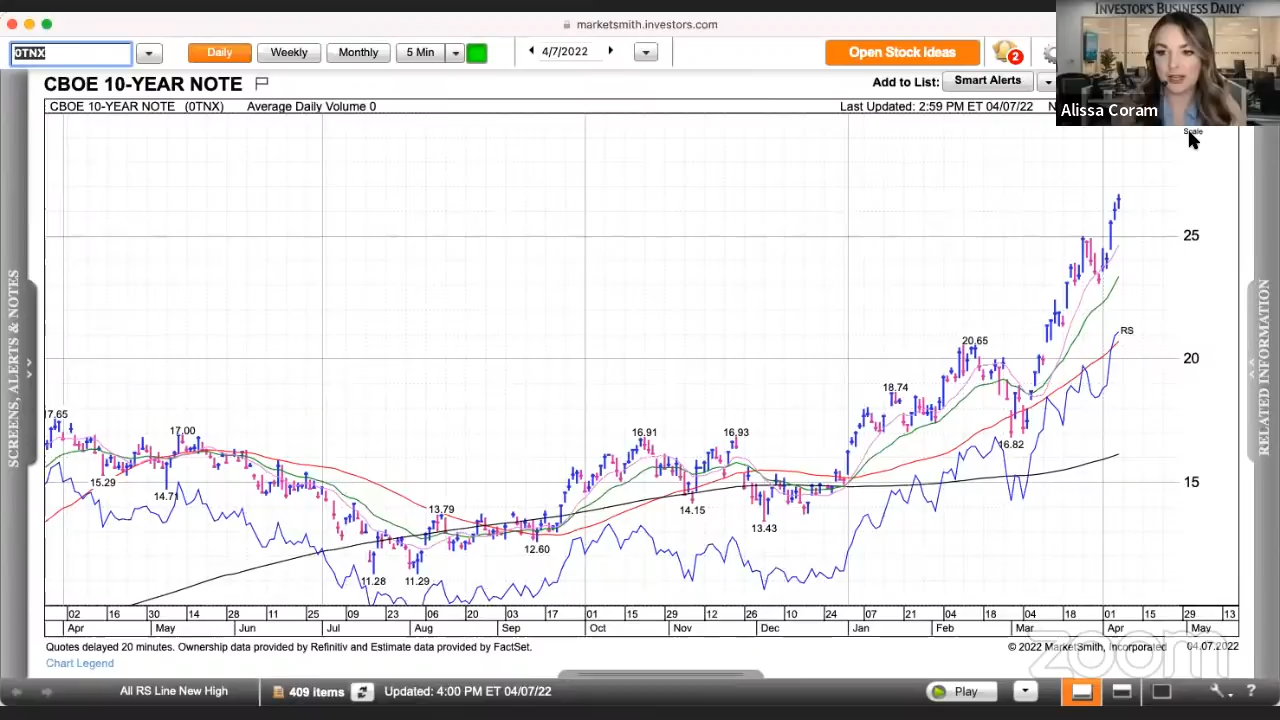 marketsmith.investors.com
INVESTOR'S BUSINESS DAILY
0TNX Daily Weekly Monthly 5 Min 4/7/2022 Open Stock Ideas 2
CBOE 10-YEAR NOTE Add to List: Smart Alerts
Alissa Coram
CBOE 10-YEAR NOTE (0TNX) Average Daily Volume 0 Last Updated: 2:59 PM ET 04/07/22
Scale
25
RS
20.65
20
18.74
17.65
17.00
16.91
16.93
16.82
15.29
15
14.71
13.79
14.15
13.43
12.60
11.28
11.29
02 16 30 14 28 11 25 09 23 06 20 03 17 01 15 29 12 26 10 24 07 21 04 18 04 18 01 15 29 13
Apr May Jun Jul Aug Sep Oct Nov Dec Jan Feb Mar Apr May
Quotes delayed 20 minutes. Ownership data provided by Refinitiv and Estimate data provided by FactSet. © 2022 MarketSmith, Incorporated 04.07.2022
zoom
Chart Legend
SCREENS, ALERTS & NOTES
RELATED INFORMATION
All RS Line New High 409 items Updated: 4:00 PM ET 04/07/22 Play ?